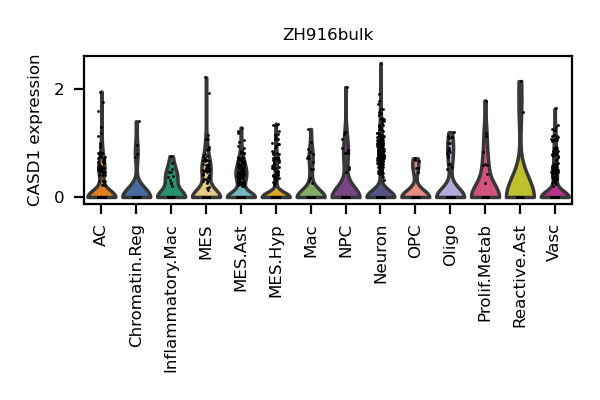 ZH916bulk
CASD1 expression
2
0
AC
Chromatin.Reg
Inflammatory.Mac
MES
MES.Ast
MES.Hyp
Mac
NPC
Neuron
OPC
Oligo
Prolif.Metab
Reactive.Ast
Vasc